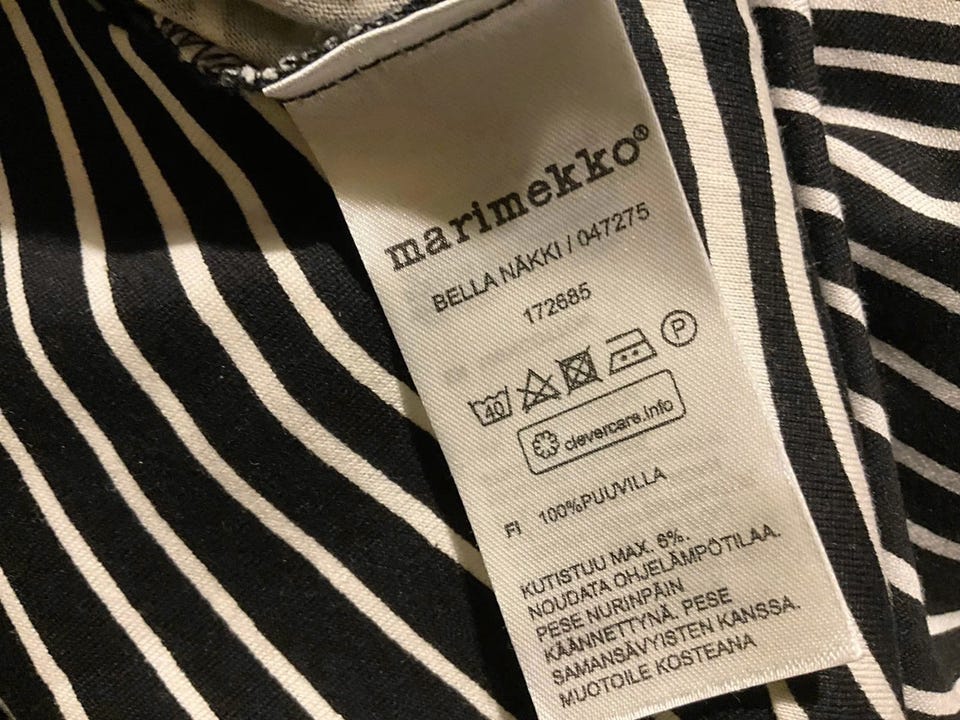 marimekko®
BELLA NÄKKI / 047275
172685
40 P
clevercare.info
FI 100%PUUVILLA
KUTISTUU MAX. 6%.
NOUDATA OHJELÄMPÖTILAA.
PESE NURINPÄIN
KÄÄNNETTYNÄ. PESE
SAMANSÄVYISTEN KANSSA.
MUOTOILE KOSTEANA